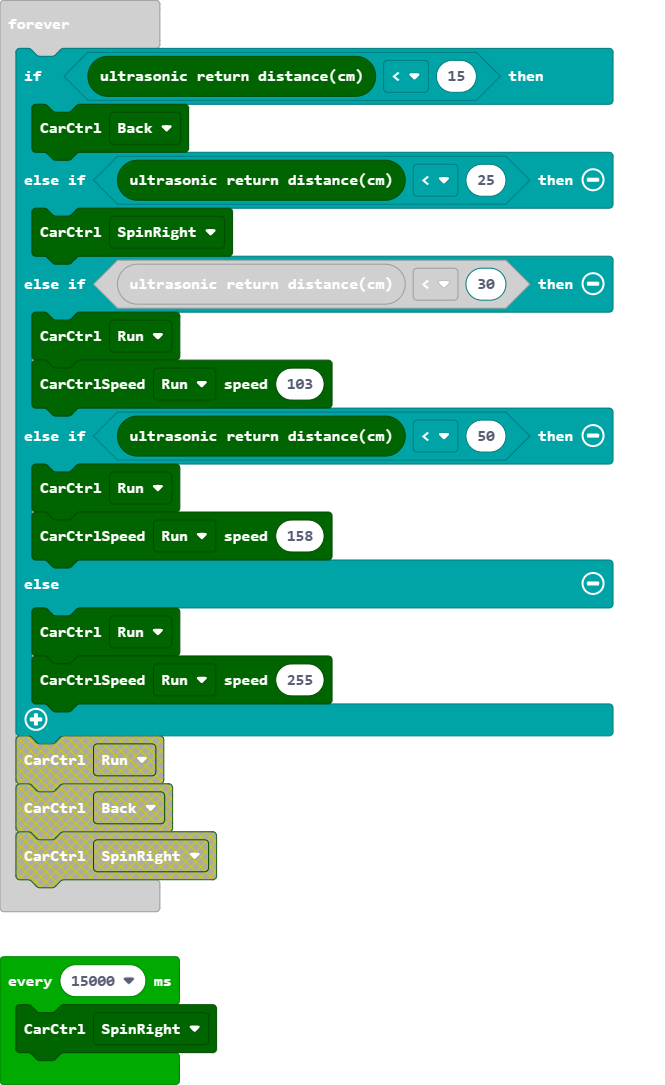 forever
if ultrasonic return distance(cm) < 15 then
CarCtrl Back
else if ultrasonic return distance(cm) < 25 then
CarCtrl SpinRight
else if ultrasonic return distance(cm) < 30 then
CarCtrl Run
CarCtrlSpeed Run speed 103
else if ultrasonic return distance(cm) < 50 then
CarCtrl Run
CarCtrlSpeed Run speed 158
else
CarCtrl Run
CarCtrlSpeed Run speed 255
CarCtrl Run
CarCtrl Back
CarCtrl SpinRight
every 15000 ms
CarCtrl SpinRight